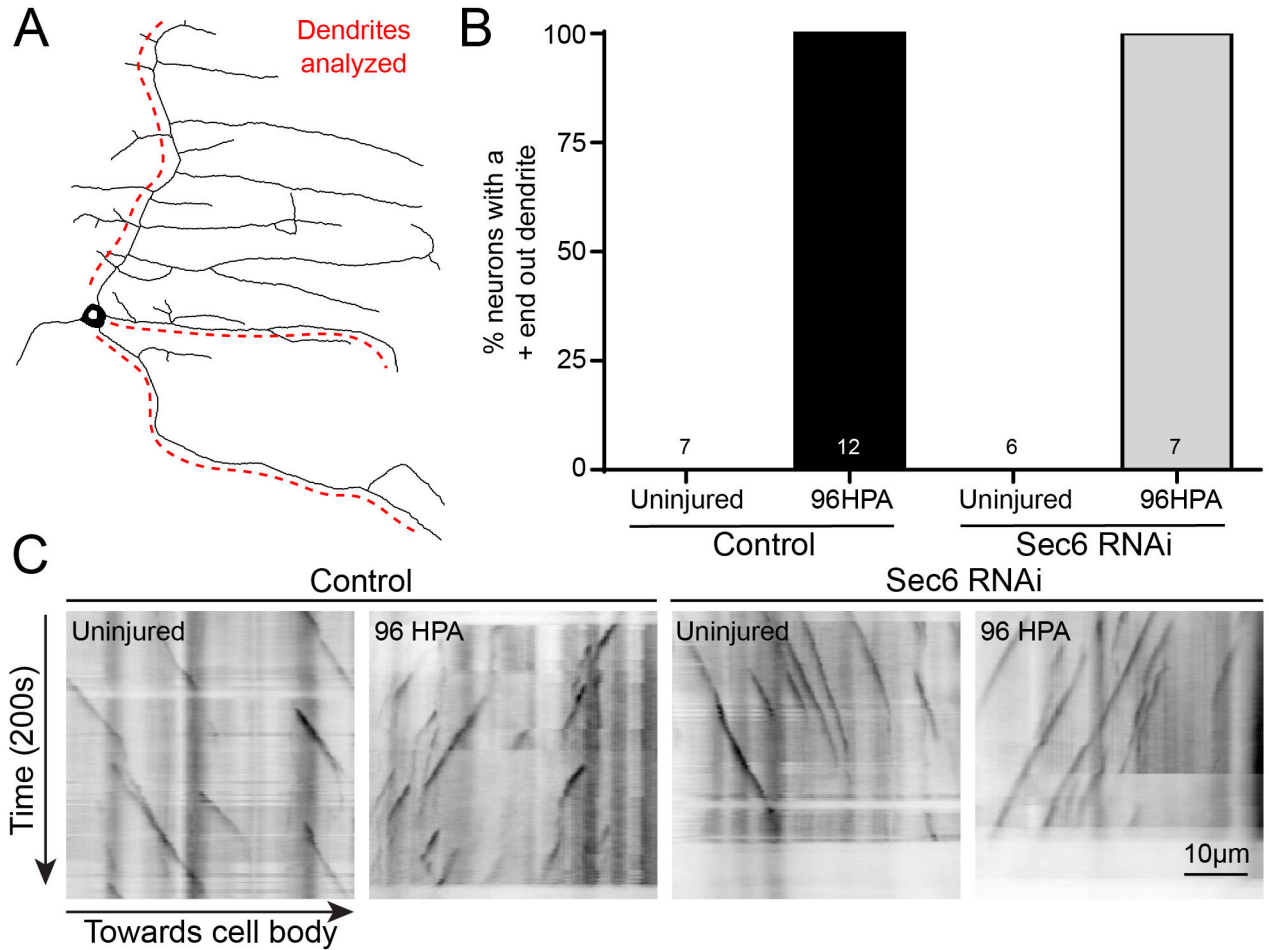 A
Dendrites
analyzed
B
% neurons with a
+ end out dendrite
100
75
50
25
0
7
12
6
7
Uninjured
96HPA
Uninjured
96HPA
Control
Sec6 RNAi
C
Control
Sec6 RNAi
Time (200s)
Uninjured
96 HPA
Uninjured
96 HPA
10µm
Towards cell body